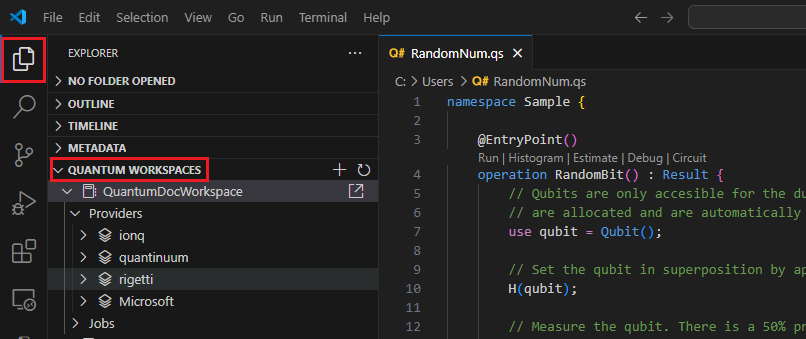 File Edit Selection View Go Run Terminal Help
EXPLORER
NO FOLDER OPENED
OUTLINE
TIMELINE
METADATA
QUANTUM WORKSPACES
QuantumDocWorkspace
Providers
ionq
quantinuum
rigetti
Microsoft
Jobs
Q# RandomNum.qs
C: > Users > Q# RandomNum.qs
1 namespace Sample {
2
3 @EntryPoint()
Run | Histogram | Estimate | Debug | Circuit
4 operation RandomBit() : Result {
5 // Qubits are only accesible for the du
6 // are allocated and are automatically
7 use qubit = Qubit();
8
9 // Set the qubit in superposition by ap
10 H(qubit);
11
12 // Measure the qubit. There is a 50% pr